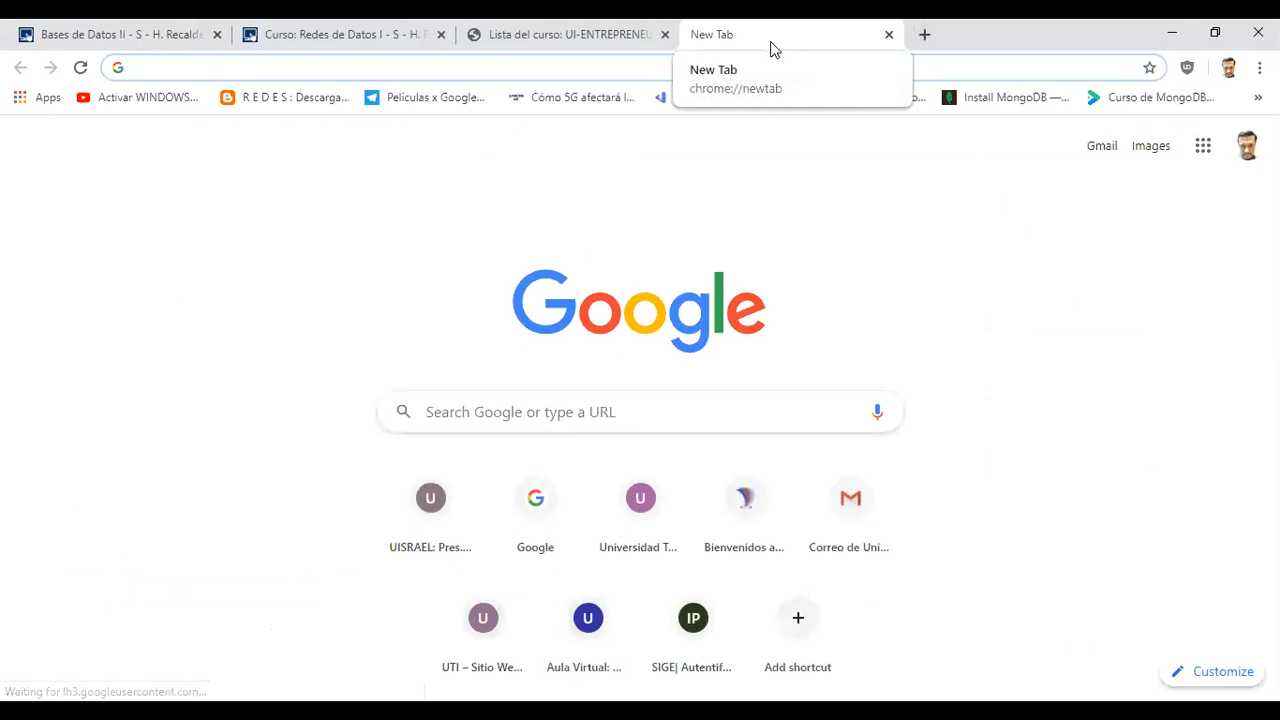 Bases de Datos II - S - H. Recalde
Curso: Redes de Datos I - S - H. F
Lista del curso: UI-ENTREPRENEU
New Tab
New Tab
chrome://newtab
Apps
Activar WINDOWS...
R E D E S : Descarga...
Películas x Google...
Cómo 5G afectará l...
Install MongoDB —...
Curso de MongoDB...
»
Gmail
Images
Google
Search Google or type a URL
U
U
UISRAEL: Pres....
Google
Universidad T...
Bienvenidos a...
Correo de Uni...
U
U
IP
UTI – Sitio We...
Aula Virtual: ...
SIGE| Autentif...
Add shortcut
Customize
Waiting for lh3.googleusercontent.com...